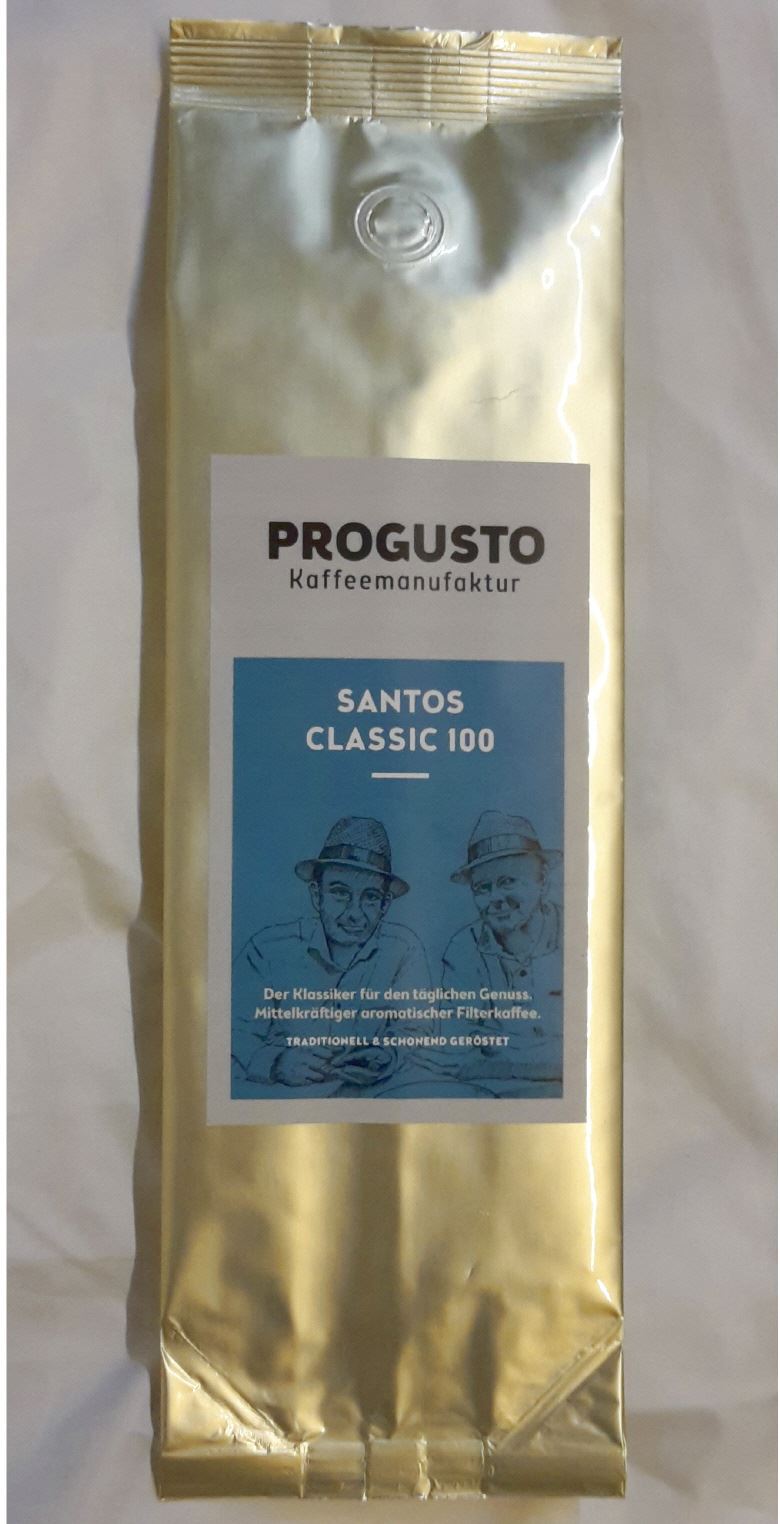 PROGUSTO
Kaffeemanufaktur
SANTOS
CLASSIC 100
Der Klassiker für den täglichen Genuss.
Mittelkräftiger aromatischer Filterkaffee.
TRADITIONELL & SCHONEND GERÖSTET